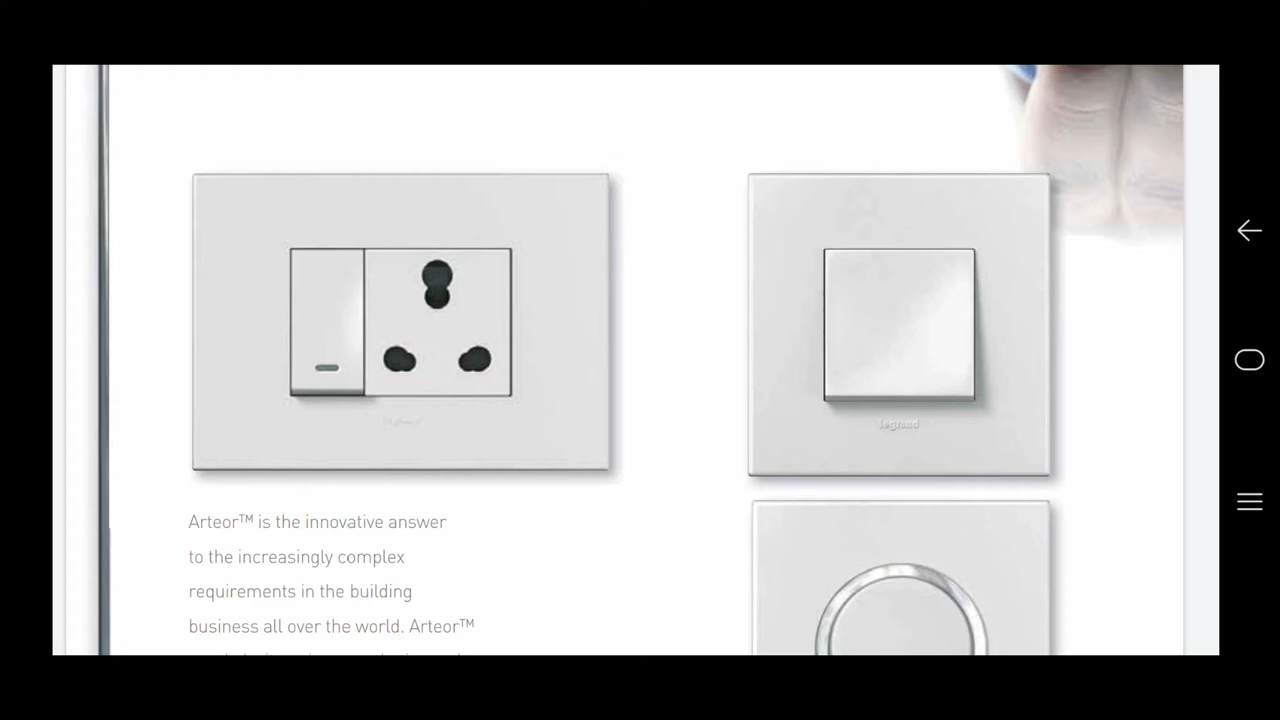 legrand
Arteor™ is the innovative answer
to the increasingly complex
requirements in the building
business all over the world. Arteor™